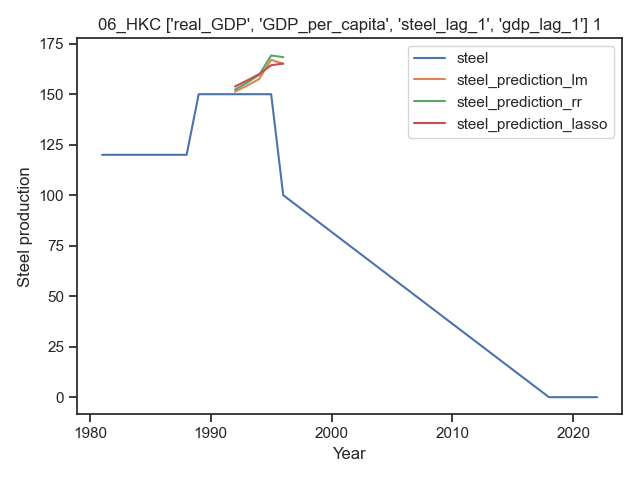 06_HKC ['real_GDP', 'GDP_per_capita', 'steel_lag_1', 'gdp_lag_1'] 1
steel
steel_prediction_lm
steel_prediction_rr
steel_prediction_lasso
Steel production
175
150
125
100
75
50
25
0
1980
1990
2000
2010
2020
Year